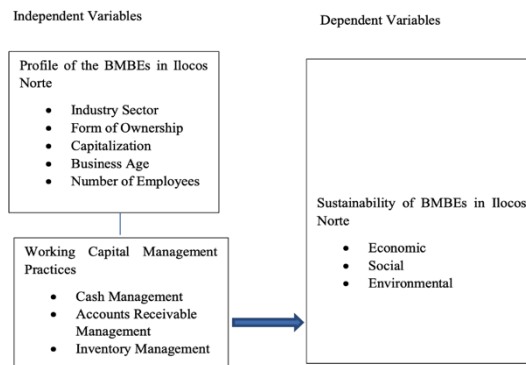 Independent Variables
Dependent Variables
Profile of the BMBEs in Ilocos
Norte
• Industry Sector
• Form of Ownership
• Capitalization
• Business Age
• Number of Employees
Working Capital Management
Practices
• Cash Management
• Accounts Receivable
Management
• Inventory Management
Sustainability of BMBEs in Ilocos
Norte
• Economic
• Social
• Environmental